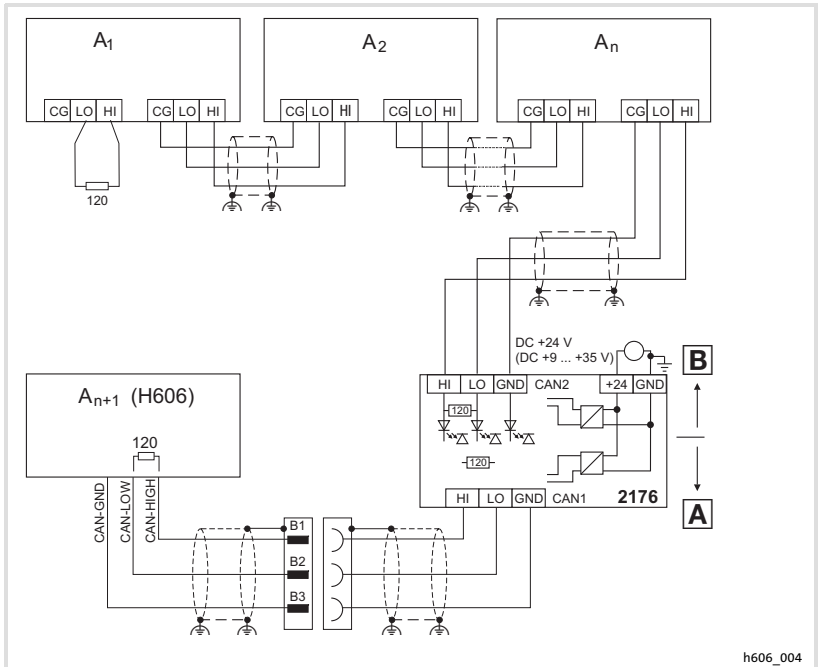 A1
A2
An
CG LO HI
CG LO HI
CG LO HI
CG LO HI
CG LO HI
CG LO HI
120
DC +24 V
(DC +9 ... +35 V)
B
HI LO GND CAN2 +24 GND
120
120
HI LO GND CAN1 2176
A
An+1 (H606)
120
CAN-GND
CAN-LOW
CAN-HIGH
B1
B2
B3
h606_004